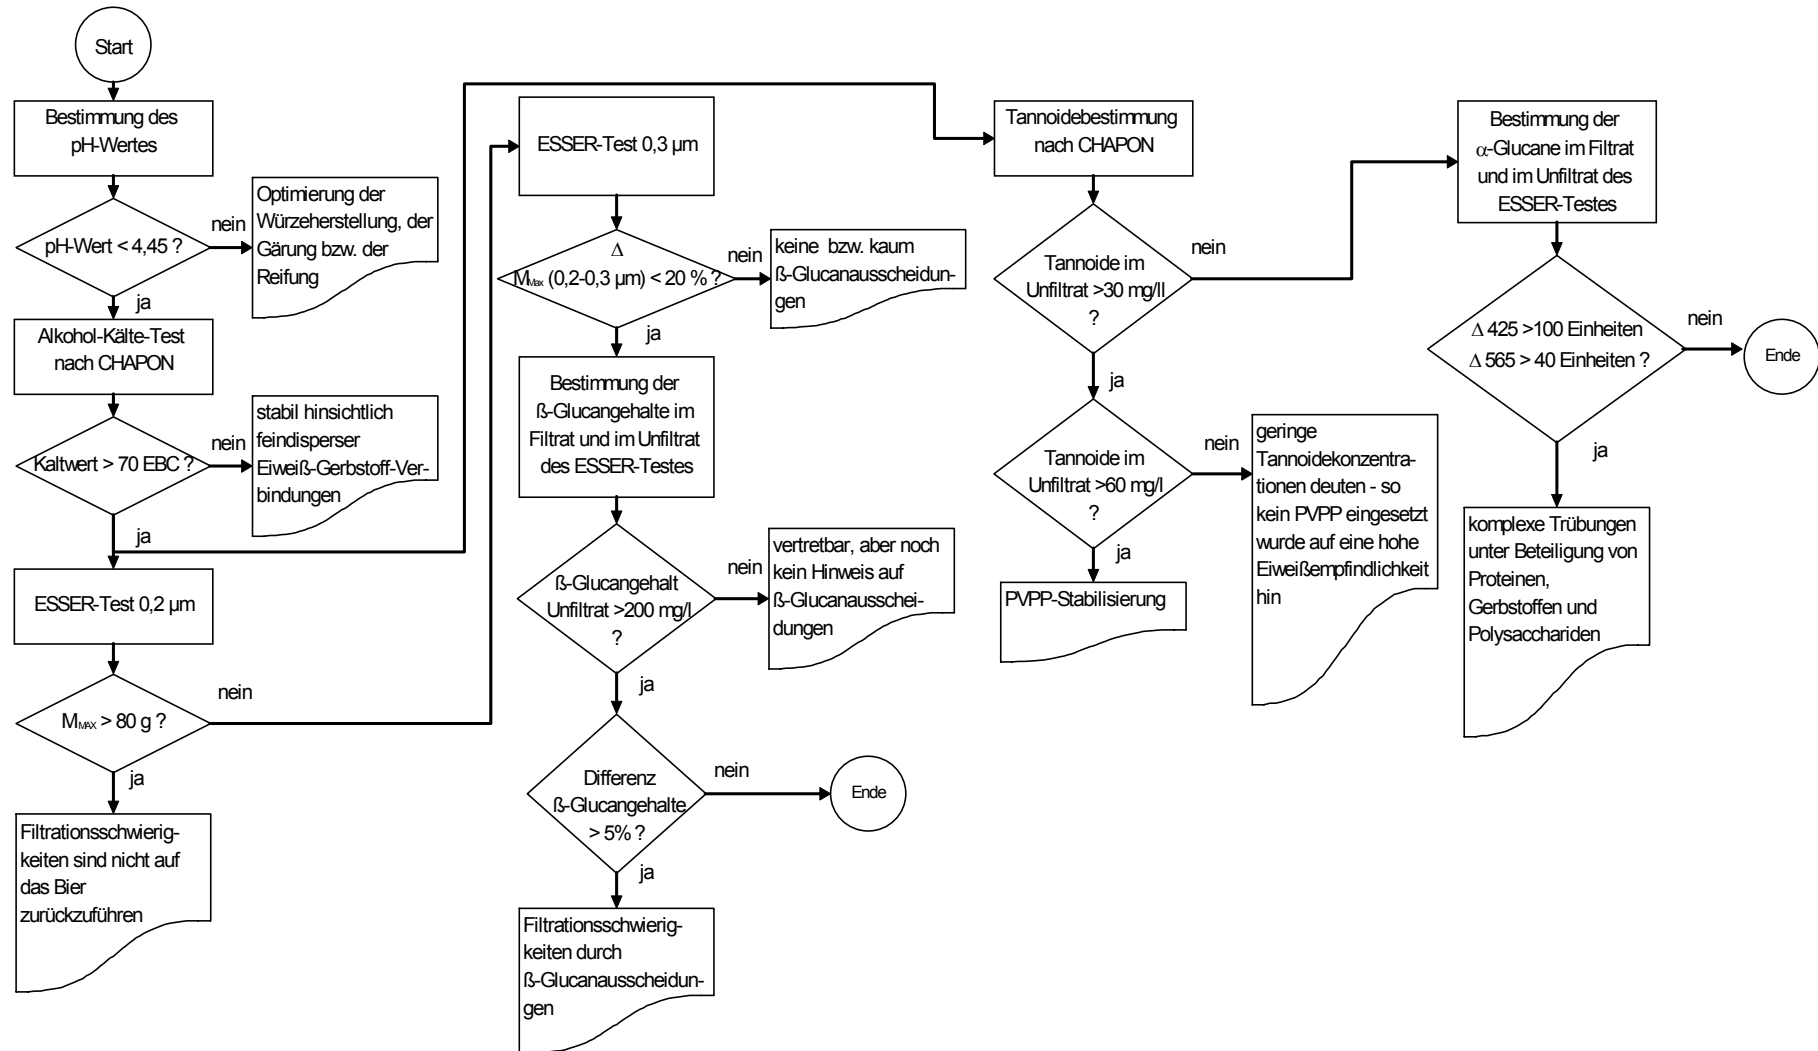 Start
Bestimmung des
pH-Wertes
pH-Wert < 4,45 ?
nein
Optimierung der
Würzeherstellung, der
Gärung bzw. der
Reifung
ja
Alkohol-Kälte-Test
nach CHAPON
Kaltwert > 70 EBC ?
nein
stabil hinsichtlich
feindisperser
Eiweiß-Gerbstoff-Ver-
bindungen
ja
ESSER-Test 0,2 µm
MMAX > 80 g ?
nein
ja
Filtrationsschwierig-
keiten sind nicht auf
das Bier
zurückzuführen
ESSER-Test 0,3 µm
Δ
MMax (0,2-0,3 µm) < 20 % ?
nein
keine bzw. kaum
ß-Glucanausscheidun-
gen
ja
Bestimmung der
ß-Glucangehalte im
Filtrat und im Unfiltrat
des ESSER-Testes
ß-Glucangehalt
Unfiltrat >200 mg/l
?
nein
vertretbar, aber noch
kein Hinweis auf
ß-Glucanausschei-
dungen
ja
Differenz
ß-Glucangehalte
> 5% ?
nein
Ende
ja
Filtrationsschwierig-
keiten durch
ß-Glucanausscheidun-
gen
Tannoidebestimmung
nach CHAPON
Tannoide im
Unfiltrat >30 mg/ll
?
nein
ja
Tannoide im
Unfiltrat >60 mg/l
?
nein
geringe
Tannoidekonzentra-
tionen deuten - so
kein PVPP eingesetzt
wurde auf eine hohe
Eiweißempfindlichkeit
hin
ja
PVPP-Stabilisierung
Bestimmung der
α-Glucane im Filtrat
und im Unfiltrat des
ESSER-Testes
Δ 425 >100 Einheiten
Δ 565 > 40 Einheiten ?
nein
Ende
ja
komplexe Trübungen
unter Beteiligung von
Proteinen,
Gerbstoffen und
Polysacchariden